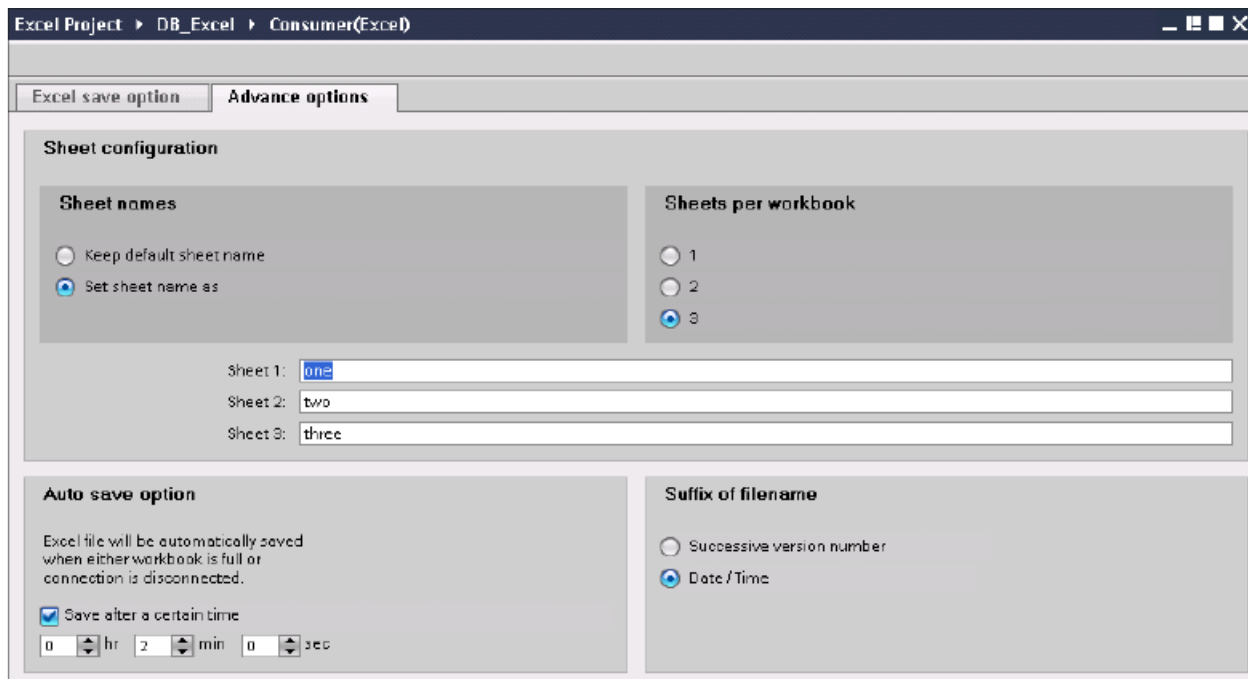 Excel Project ▸ DB_Excel ▸ Consumer(Excel)
Excel save option
Advance options
Sheet configuration
Sheet names
Keep default sheet name
Set sheet name as
Sheets per workbook
1
2
3
Sheet 1: one
Sheet 2: two
Sheet 3: three
Auto save option
Excel file will be automatically saved
when either workbook is full or
connection is disconnected.
Save after a certain time
0 hr 2 min 0 sec
Suffix of filename
Successive version number
Date / Time